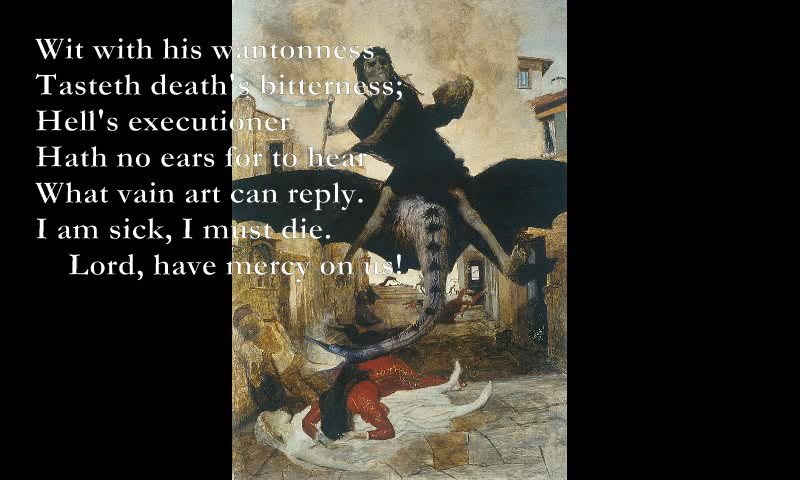 Wit with his wantonness
Tasteth death's bitterness;
Hell's executioner
Hath no ears for to hear
What vain art can reply.
I am sick, I must die.
Lord, have mercy on us!